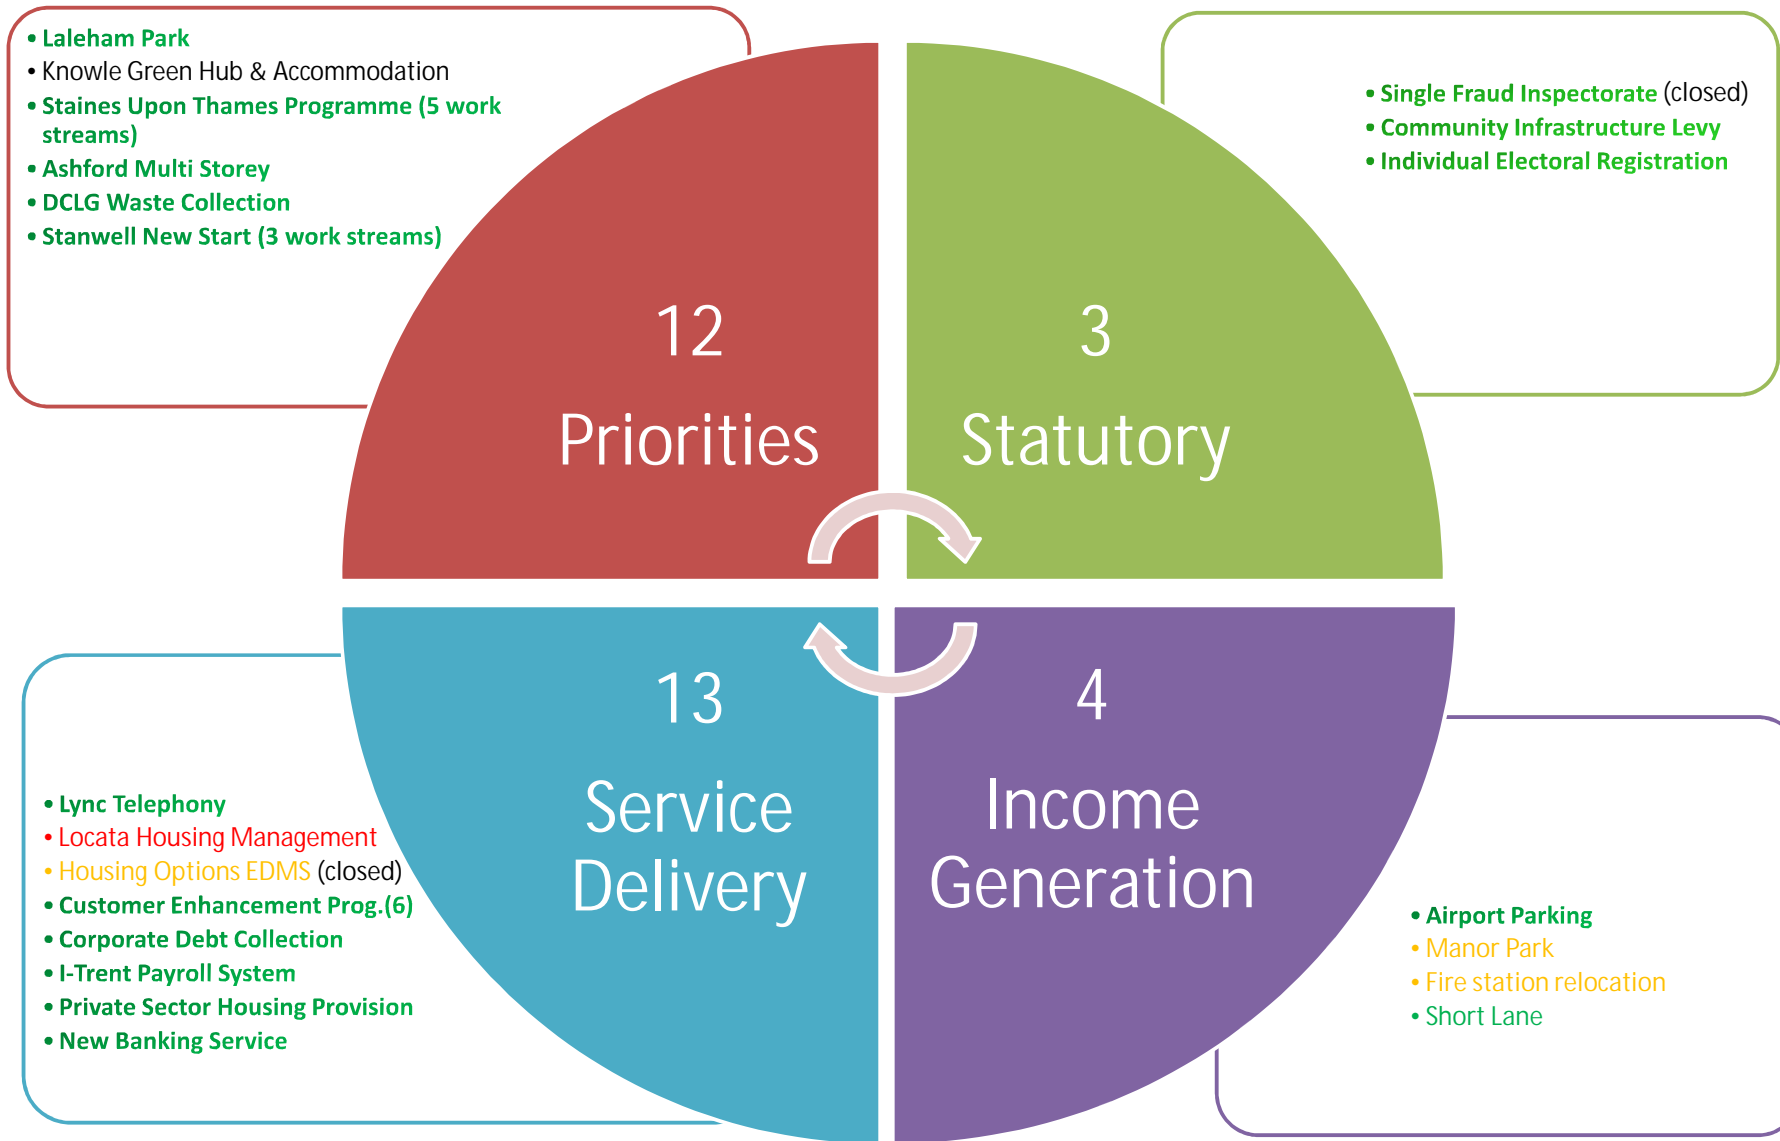 • Laleham Park
• Knowle Green Hub & Accommodation
• Staines Upon Thames Programme (5 work
streams)
• Ashford Multi Storey
• DCLG Waste Collection
• Stanwell New Start (3 work streams)
12
Priorities
• Single Fraud Inspectorate (closed)
• Community Infrastructure Levy
• Individual Electoral Registration
3
Statutory
13
Service
Delivery
• Lync Telephony
• Locata Housing Management
• Housing Options EDMS (closed)
• Customer Enhancement Prog.(6)
• Corporate Debt Collection
• I-Trent Payroll System
• Private Sector Housing Provision
• New Banking Service
4
Income
Generation
• Airport Parking
• Manor Park
• Fire station relocation
• Short Lane